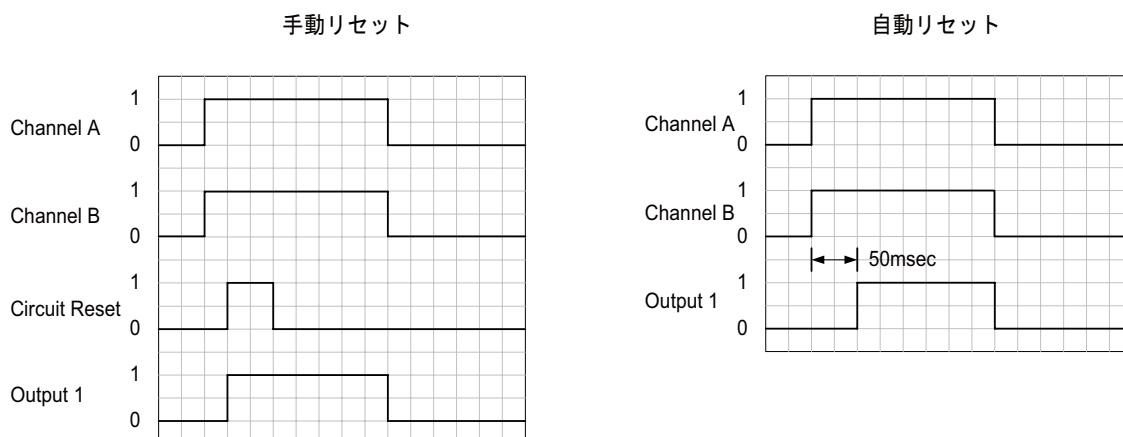 手動リセット
Channel A
1
0
Channel B
1
0
Circuit Reset
1
0
Output 1
1
0
自動リセット
Channel A
1
0
Channel B
1
0
50msec
Output 1
1
0